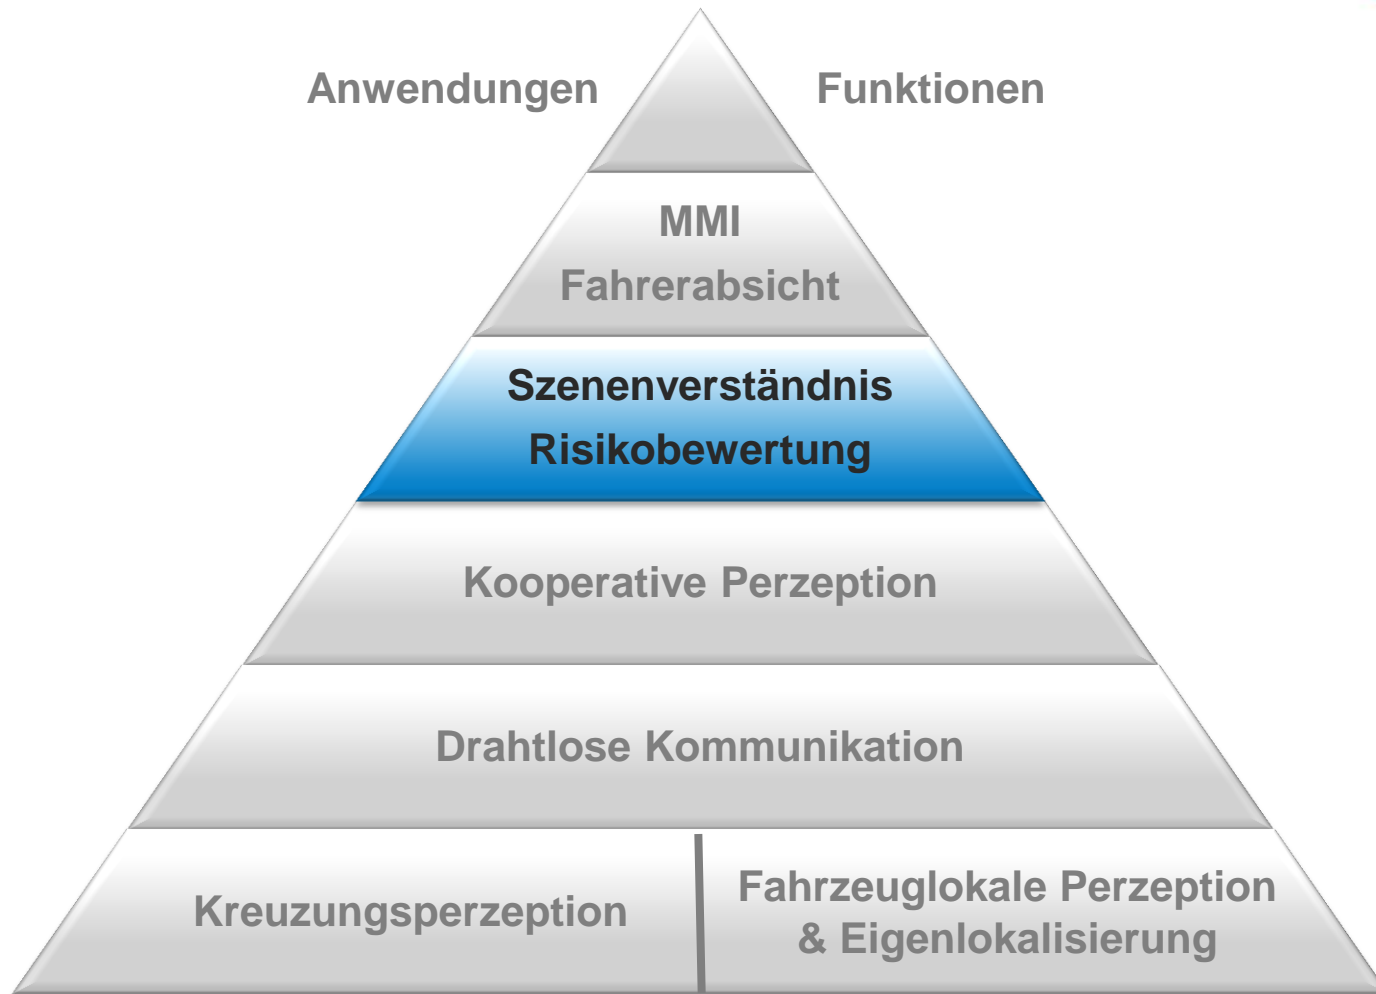 Anwendungen
Funktionen
MMI
Fahrerabsicht
Szenenverständnis
Risikobewertung
Kooperative Perzeption
Drahtlose Kommunikation
Kreuzungsperzeption
Fahrzeuglokale Perzeption
& Eigenlokalisierung